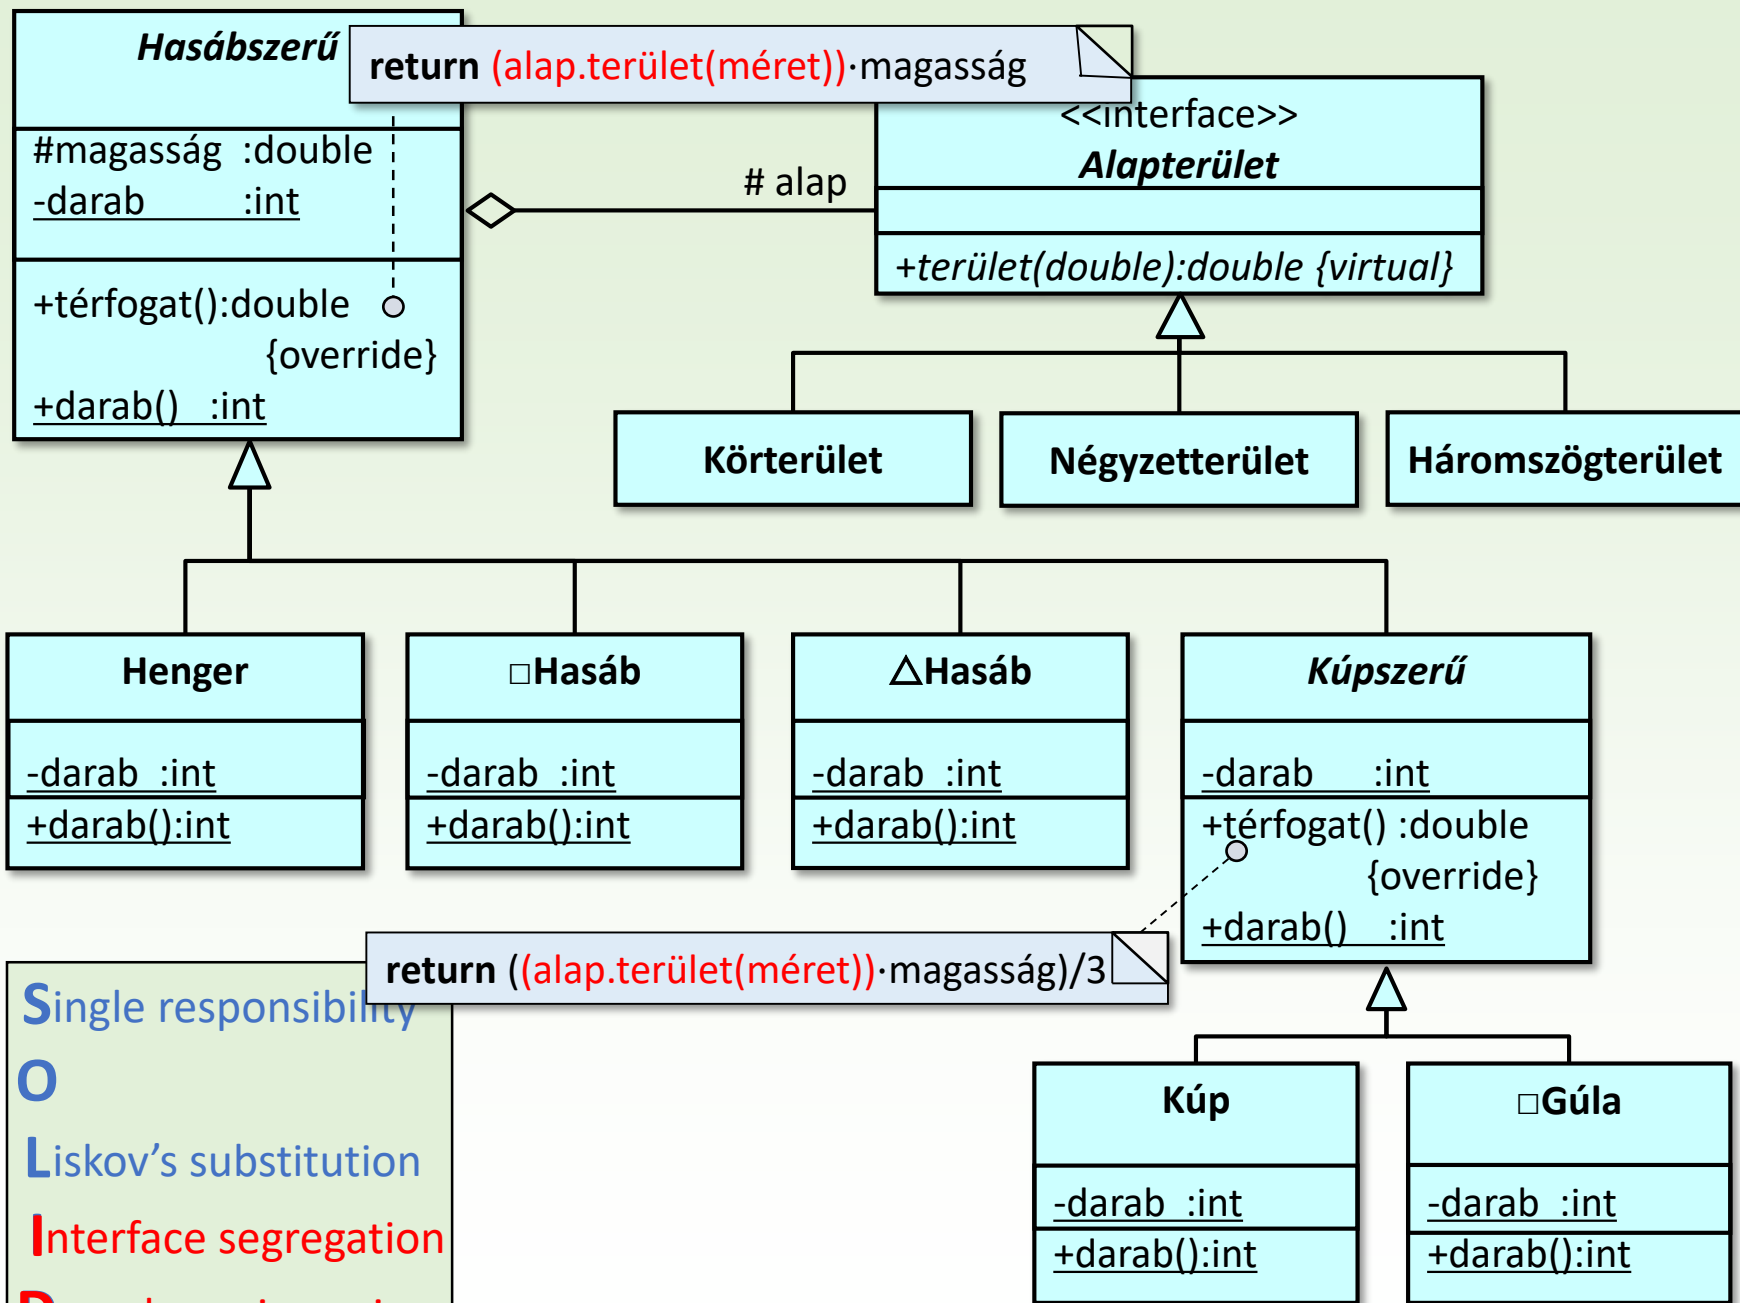 Hasábszerű
return (alap.terület(méret))·magasság
#magasság :double
-darab :int
+térfogat():double
{override}
+darab() :int
# alap
<<interface>>
Alapterület
+terület(double):double {virtual}
Körterület
Négyzetterület
Háromszögterület
Henger
-darab :int
+darab():int
□Hasáb
-darab :int
+darab():int
△Hasáb
-darab :int
+darab():int
Kúpszerű
-darab :int
+térfogat() :double
{override}
+darab() :int
return ((alap.terület(méret))·magasság)/3
Single responsibility
O
Liskov’s substitution
Interface segregation
Kúp
-darab :int
+darab():int
□Gúla
-darab :int
+darab():int